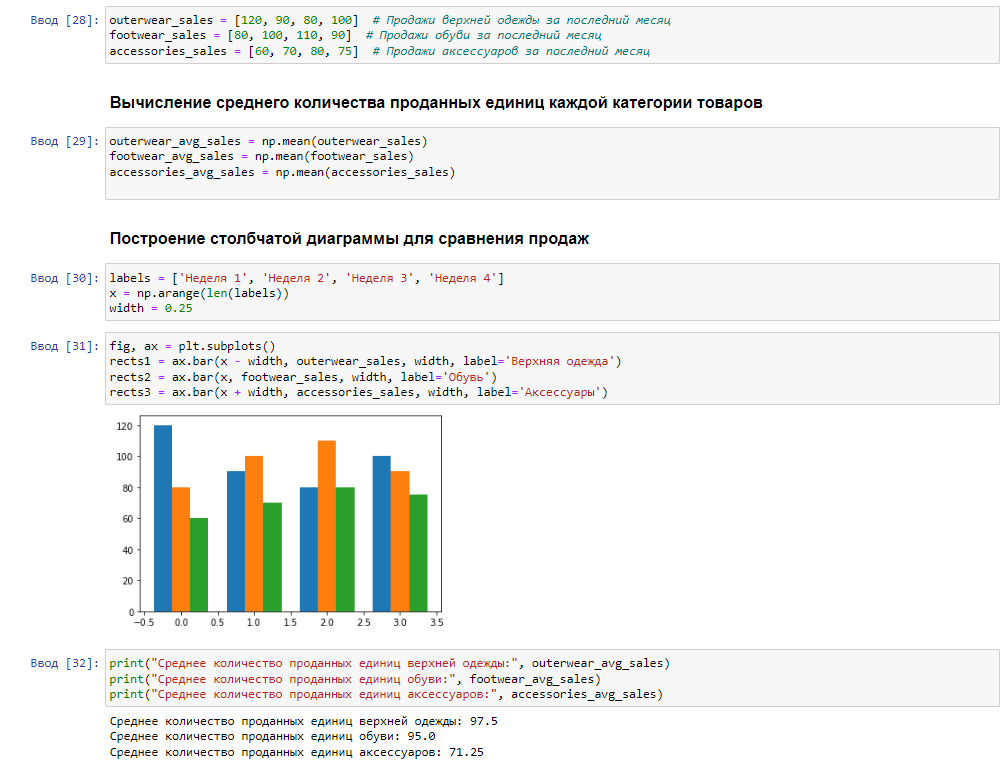 Ввод [28]: outerwear_sales = [120, 90, 80, 100]  # Продажи верхней одежды за последний месяц
footwear_sales = [80, 100, 110, 90]  # Продажи обуви за последний месяц
accessories_sales = [60, 70, 80, 75]  # Продажи аксессуаров за последний месяц
Вычисление среднего количества проданных единиц каждой категории товаров
Ввод [29]: outerwear_avg_sales = np.mean(outerwear_sales)
footwear_avg_sales = np.mean(footwear_sales)
accessories_avg_sales = np.mean(accessories_sales)
Построение столбчатой диаграммы для сравнения продаж
Ввод [30]: labels = ['Неделя 1', 'Неделя 2', 'Неделя 3', 'Неделя 4']
x = np.arange(len(labels))
width = 0.25
Ввод [31]: fig, ax = plt.subplots()
rects1 = ax.bar(x - width, outerwear_sales, width, label='Верхняя одежда')
rects2 = ax.bar(x, footwear_sales, width, label='Обувь')
rects3 = ax.bar(x + width, accessories_sales, width, label='Аксессуары')
120
100
80
60
40
20
0
−0.5 0.0 0.5 1.0 1.5 2.0 2.5 3.0 3.5
Ввод [32]: print("Среднее количество проданных единиц верхней одежды:", outerwear_avg_sales)
print("Среднее количество проданных единиц обуви:", footwear_avg_sales)
print("Среднее количество проданных единиц аксессуаров:", accessories_avg_sales)
Среднее количество проданных единиц верхней одежды: 97.5
Среднее количество проданных единиц обуви: 95.0
Среднее количество проданных единиц аксессуаров: 71.25